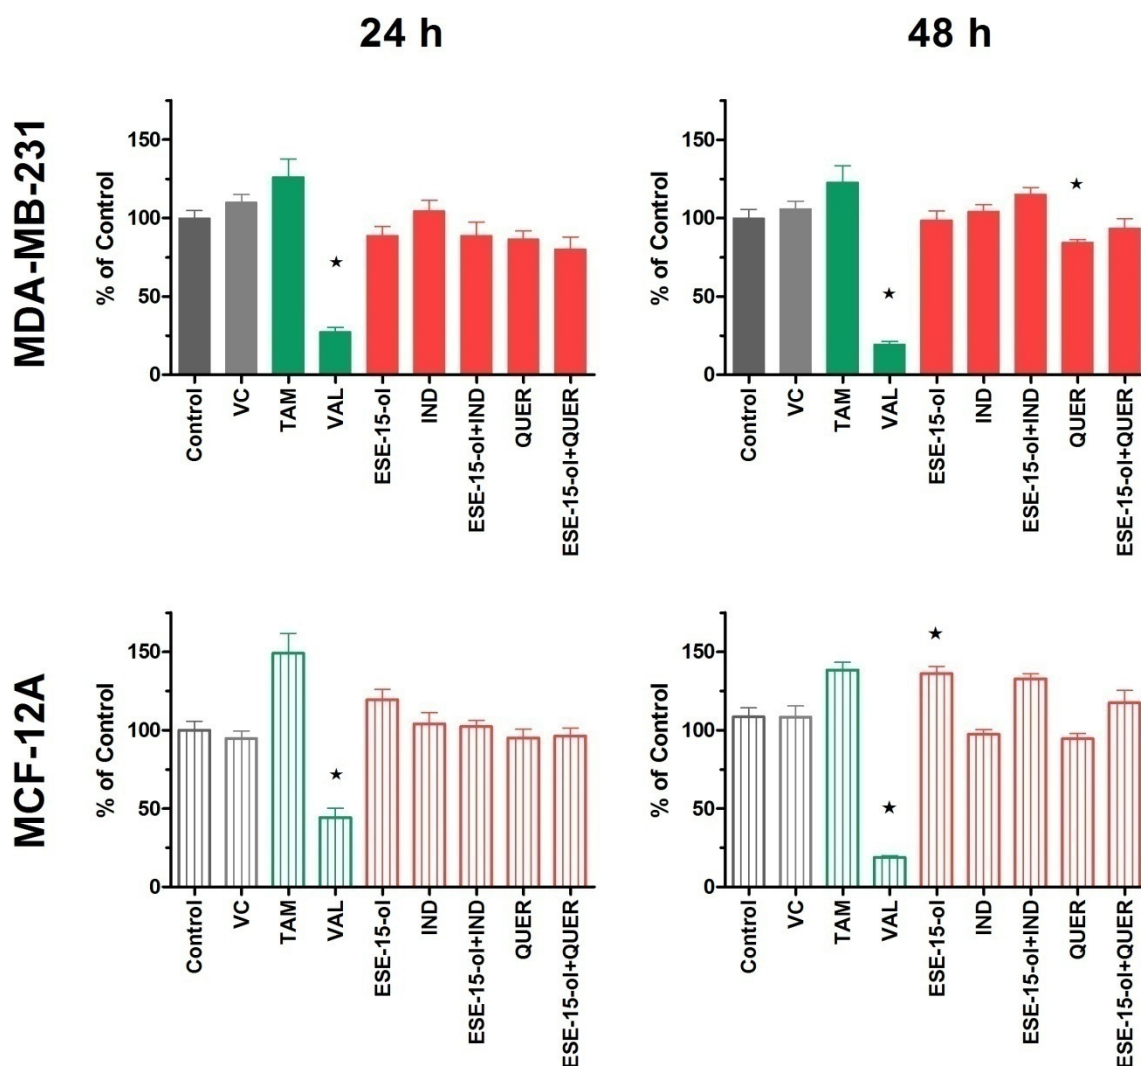 24 h
48 h
MDA-MB-231
% of Control
150
100
50
0
Control
VC
TAM
VAL
ESE-15-ol
IND
ESE-15-ol+IND
QUER
ESE-15-ol+QUER
% of Control
150
100
50
0
Control
VC
TAM
VAL
ESE-15-ol
IND
ESE-15-ol+IND
QUER
ESE-15-ol+QUER
MCF-12A
% of Control
150
100
50
0
Control
VC
TAM
VAL
ESE-15-ol
IND
ESE-15-ol+IND
QUER
ESE-15-ol+QUER
% of Control
150
100
50
0
Control
VC
TAM
VAL
ESE-15-ol
IND
ESE-15-ol+IND
QUER
ESE-15-ol+QUER